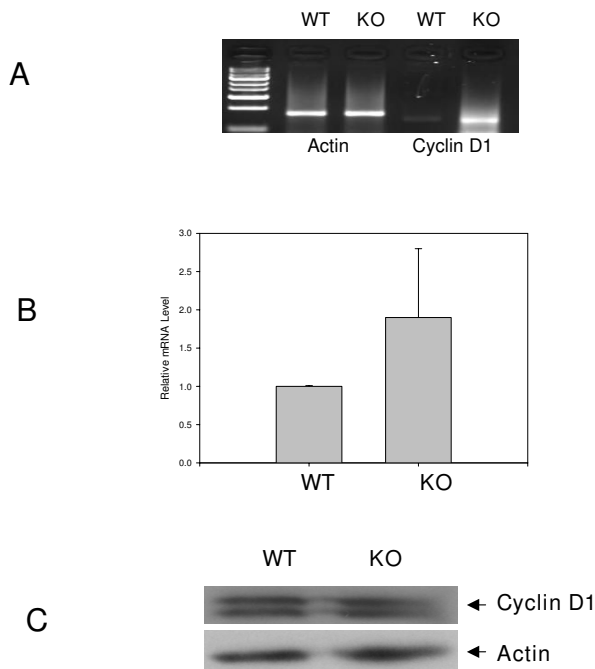 WT KO WT KO
A
Actin Cyclin D1
B
Relative mRNA Level
3.0
2.5
2.0
1.5
1.0
0.5
0.0
WT KO
WT KO
C
Cyclin D1
Actin